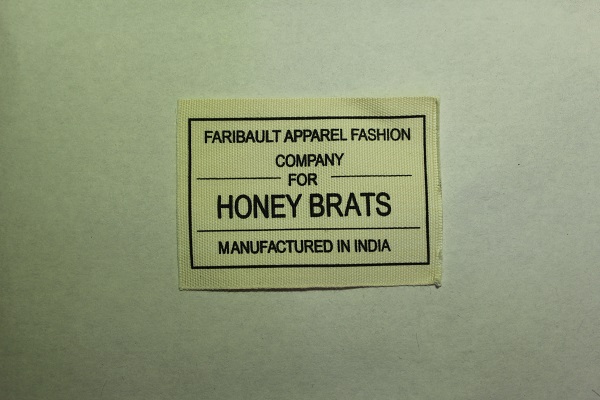 FARIBAULT APPAREL FASHION
COMPANY
FOR
HONEY BRATS
MANUFACTURED IN INDIA